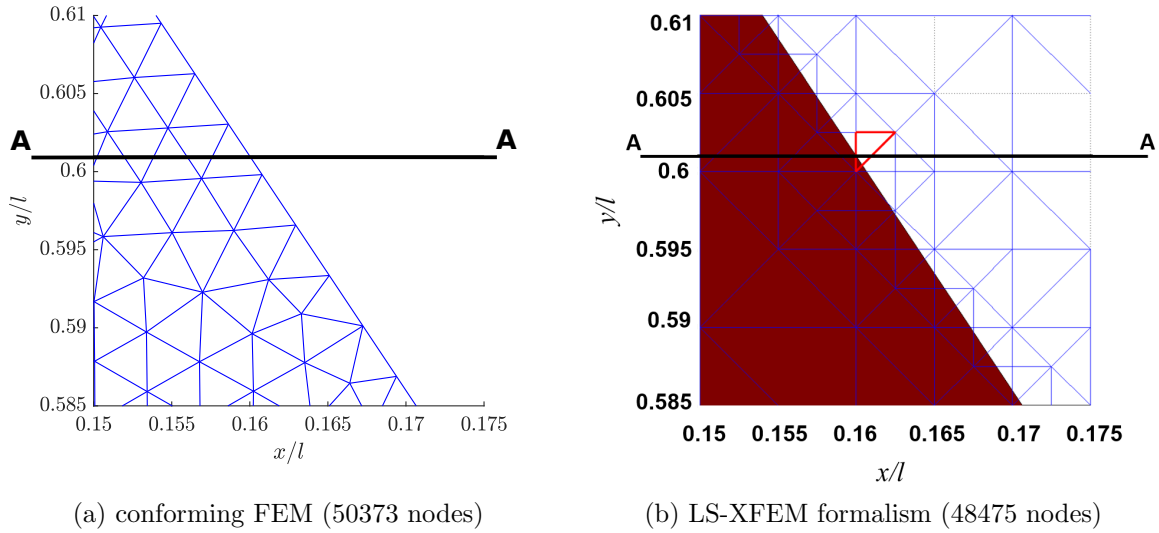 0.61
0.605
A A
0.6
y/l
0.595
0.59
0.585
0.15 0.155 0.16 0.165 0.17 0.175
x/l
(a) conforming FEM (50373 nodes)
0.61
0.605
A A
0.6
y/l
0.595
0.59
0.585
0.15 0.155 0.16 0.165 0.17 0.175
x/l
(b) LS-XFEM formalism (48475 nodes)